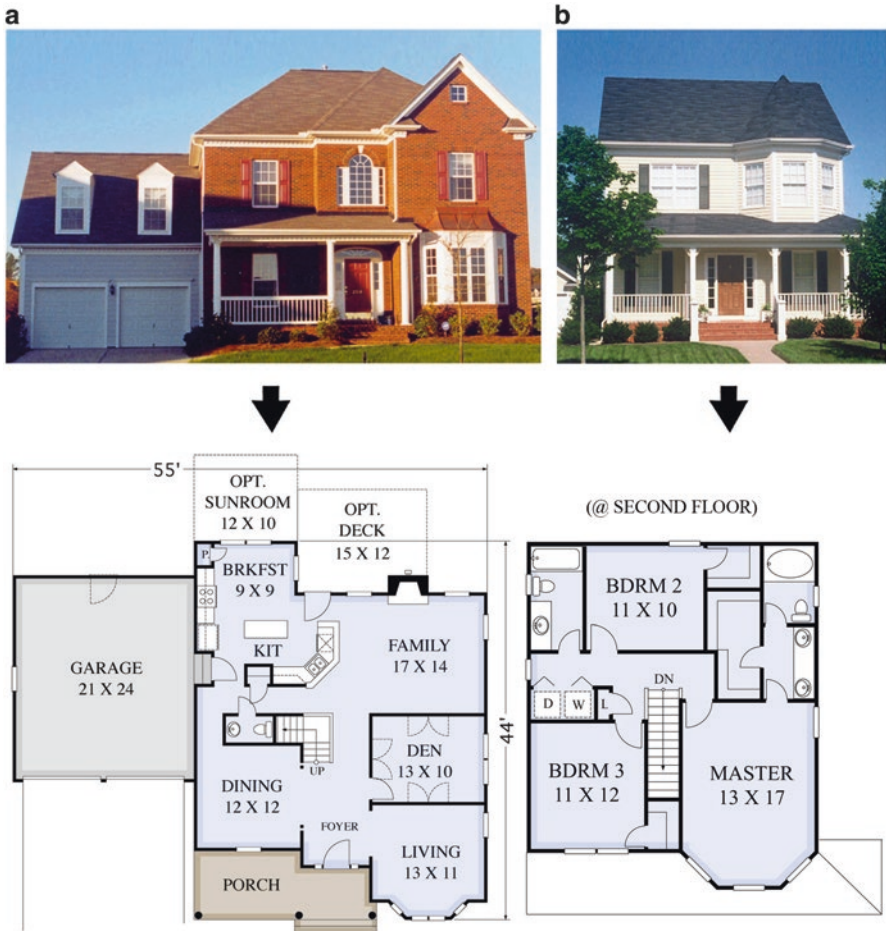 a
b
55'
OPT.
SUNROOM
12 X 10
OPT.
DECK
15 X 12
P.
BRKFST
9 X 9
KIT
FAMILY
17 X 14
GARAGE
21 X 24
44'
UP
DEN
13 X 10
DINING
12 X 12
FOYER
LIVING
13 X 11
PORCH
(@ SECOND FLOOR)
BDRM 2
11 X 10
DN
D
W
L
BDRM 3
11 X 12
MASTER
13 X 17